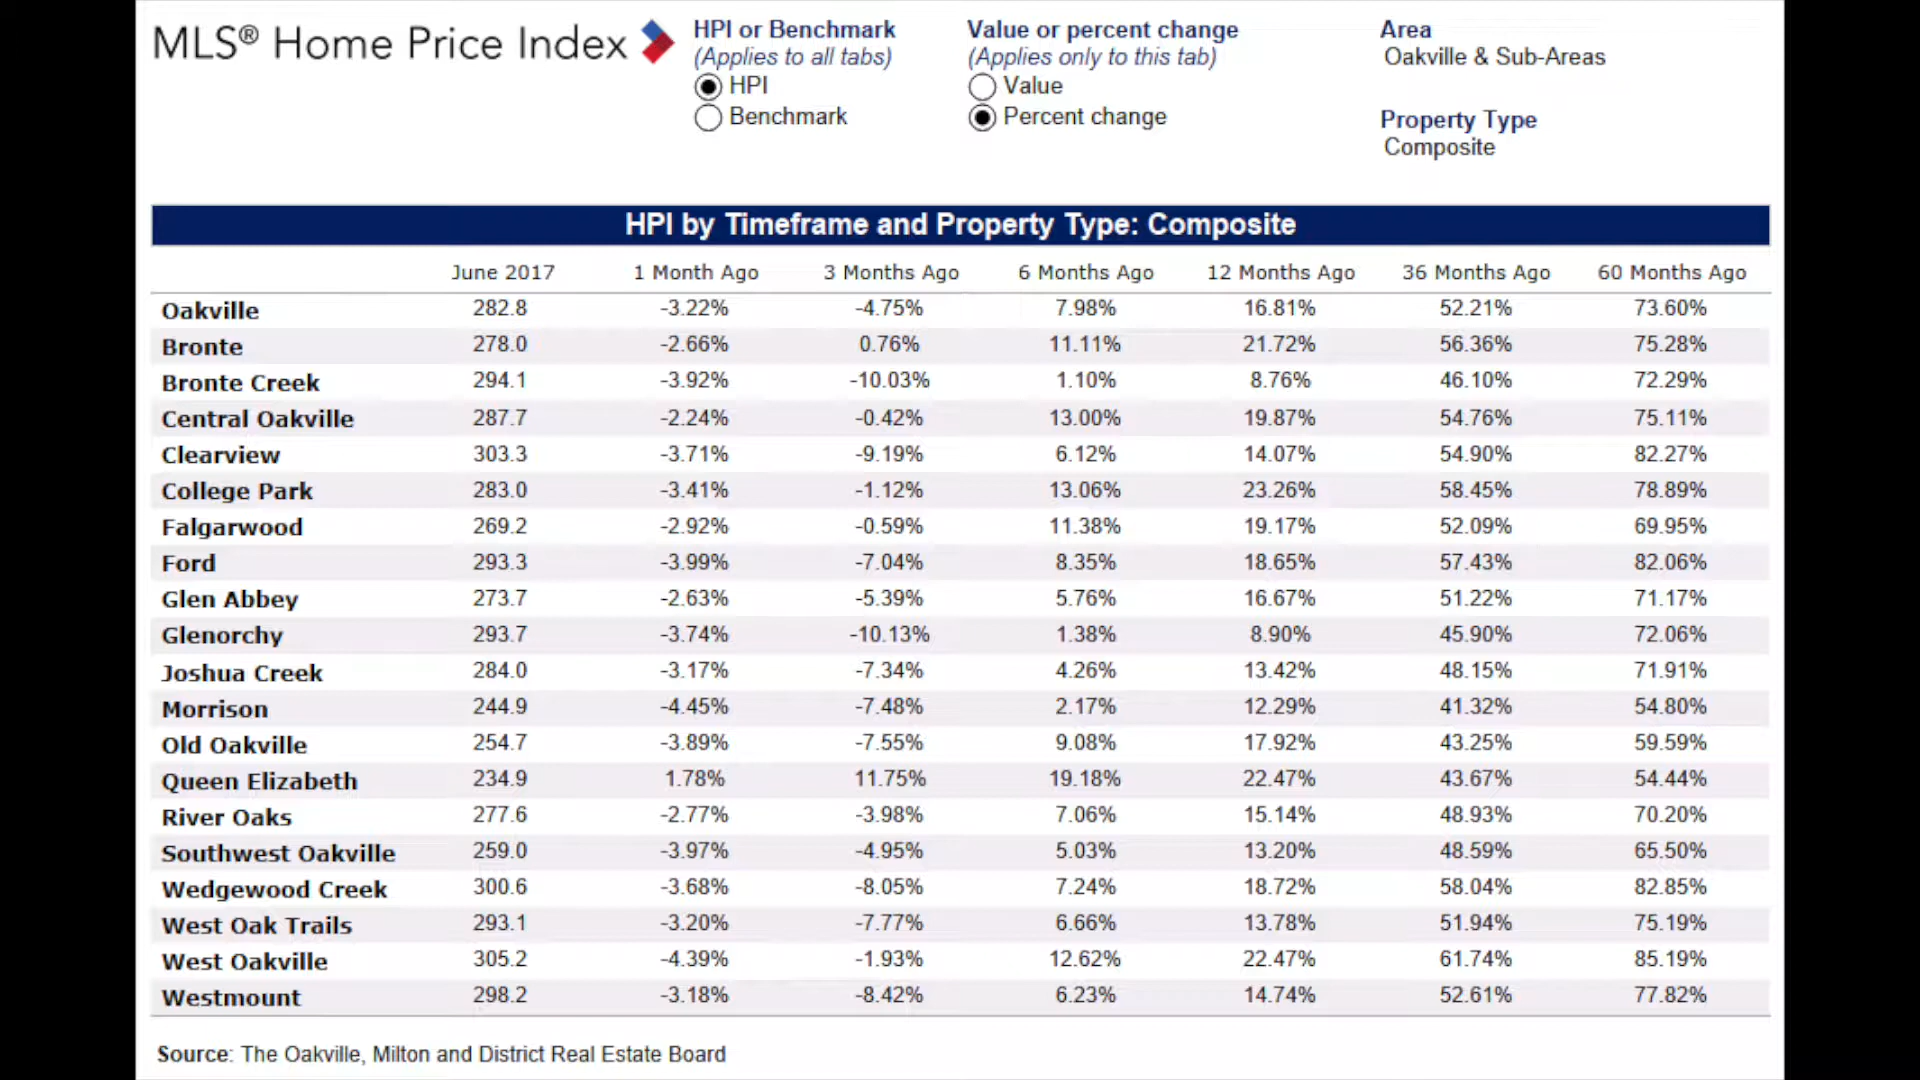 MLS® Home Price Index
HPI or Benchmark
(Applies to all tabs)
HPI
Benchmark
Value or percent change
(Applies only to this tab)
Value
Percent change
Area
Oakville & Sub-Areas
Property Type
Composite
HPI by Timeframe and Property Type: Composite
June 2017 1 Month Ago 3 Months Ago 6 Months Ago 12 Months Ago 36 Months Ago 60 Months Ago
Oakville 282.8 -3.22% -4.75% 7.98% 16.81% 52.21% 73.60%
Bronte 278.0 -2.66% 0.76% 11.11% 21.72% 56.36% 75.28%
Bronte Creek 294.1 -3.92% -10.03% 1.10% 8.76% 46.10% 72.29%
Central Oakville 287.7 -2.24% -0.42% 13.00% 19.87% 54.76% 75.11%
Clearview 303.3 -3.71% -9.19% 6.12% 14.07% 54.90% 82.27%
College Park 283.0 -3.41% -1.12% 13.06% 23.26% 58.45% 78.89%
Falgarwood 269.2 -2.92% -0.59% 11.38% 19.17% 52.09% 69.95%
Ford 293.3 -3.99% -7.04% 8.35% 18.65% 57.43% 82.06%
Glen Abbey 273.7 -2.63% -5.39% 5.76% 16.67% 51.22% 71.17%
Glenorchy 293.7 -3.74% -10.13% 1.38% 8.90% 45.90% 72.06%
Joshua Creek 284.0 -3.17% -7.34% 4.26% 13.42% 48.15% 71.91%
Morrison 244.9 -4.45% -7.48% 2.17% 12.29% 41.32% 54.80%
Old Oakville 254.7 -3.89% -7.55% 9.08% 17.92% 43.25% 59.59%
Queen Elizabeth 234.9 1.78% 11.75% 19.18% 22.47% 43.67% 54.44%
River Oaks 277.6 -2.77% -3.98% 7.06% 15.14% 48.93% 70.20%
Southwest Oakville 259.0 -3.97% -4.95% 5.03% 13.20% 48.59% 65.50%
Wedgewood Creek 300.6 -3.68% -8.05% 7.24% 18.72% 58.04% 82.85%
West Oak Trails 293.1 -3.20% -7.77% 6.66% 13.78% 51.94% 75.19%
West Oakville 305.2 -4.39% -1.93% 12.62% 22.47% 61.74% 85.19%
Westmount 298.2 -3.18% -8.42% 6.23% 14.74% 52.61% 77.82%
Source: The Oakville, Milton and District Real Estate Board